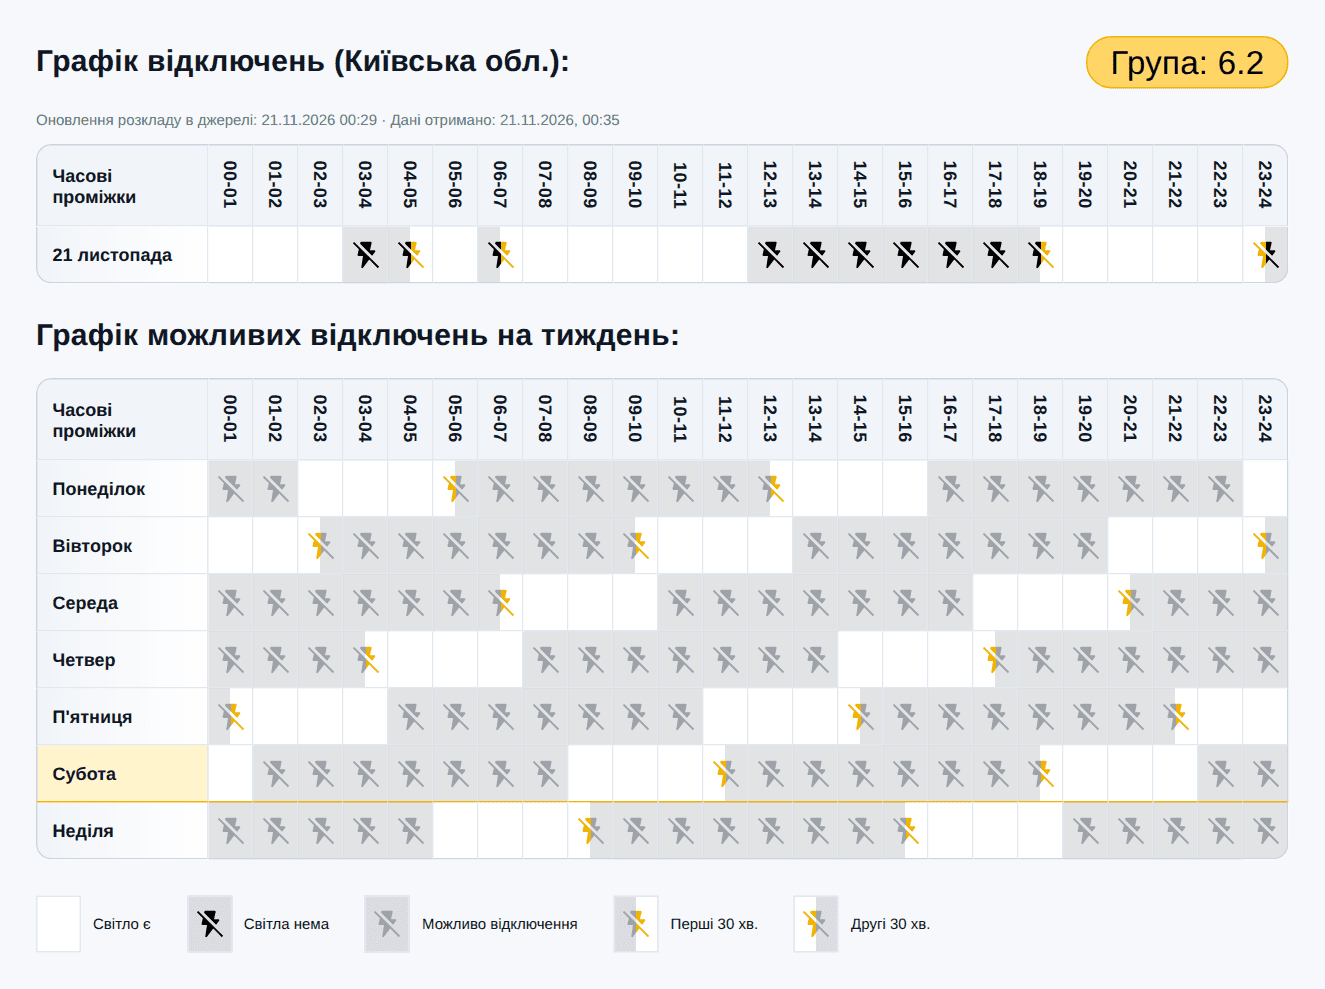 Графік відключень (Київська обл.):
Група: 6.2
Оновлення розкладу в джерелі: 21.11.2026 00:29 · Дані отримано: 21.11.2026, 00:35
Часові проміжки 00-01 01-02 02-03 03-04 04-05 05-06 06-07 07-08 08-09 09-10 10-11 11-12 12-13 13-14 14-15 15-16 16-17 17-18 18-19 19-20 20-21 21-22 22-23 23-24
21 листопада
Графік можливих відключень на тиждень:
Часові проміжки 00-01 01-02 02-03 03-04 04-05 05-06 06-07 07-08 08-09 09-10 10-11 11-12 12-13 13-14 14-15 15-16 16-17 17-18 18-19 19-20 20-21 21-22 22-23 23-24
Понеділок
Вівторок
Середа
Четвер
П'ятниця
Субота
Неділя
Світло є Світла нема Можливо відключення Перші 30 хв. Другі 30 хв.